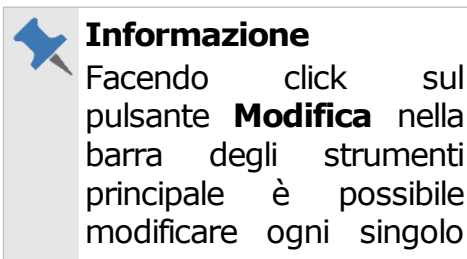 Informazione
Facendo click sul
pulsante Modifica nella
barra degli strumenti
principale è possibile
modificare ogni singolo